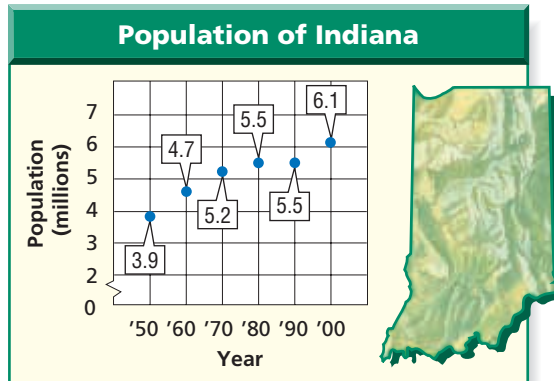 Population of Indiana
Population
(millions)
7
6
5
4
3
2
0
3.9
4.7
5.2
5.5
5.5
6.1
'50 '60 '70 '80 '90 '00
Year